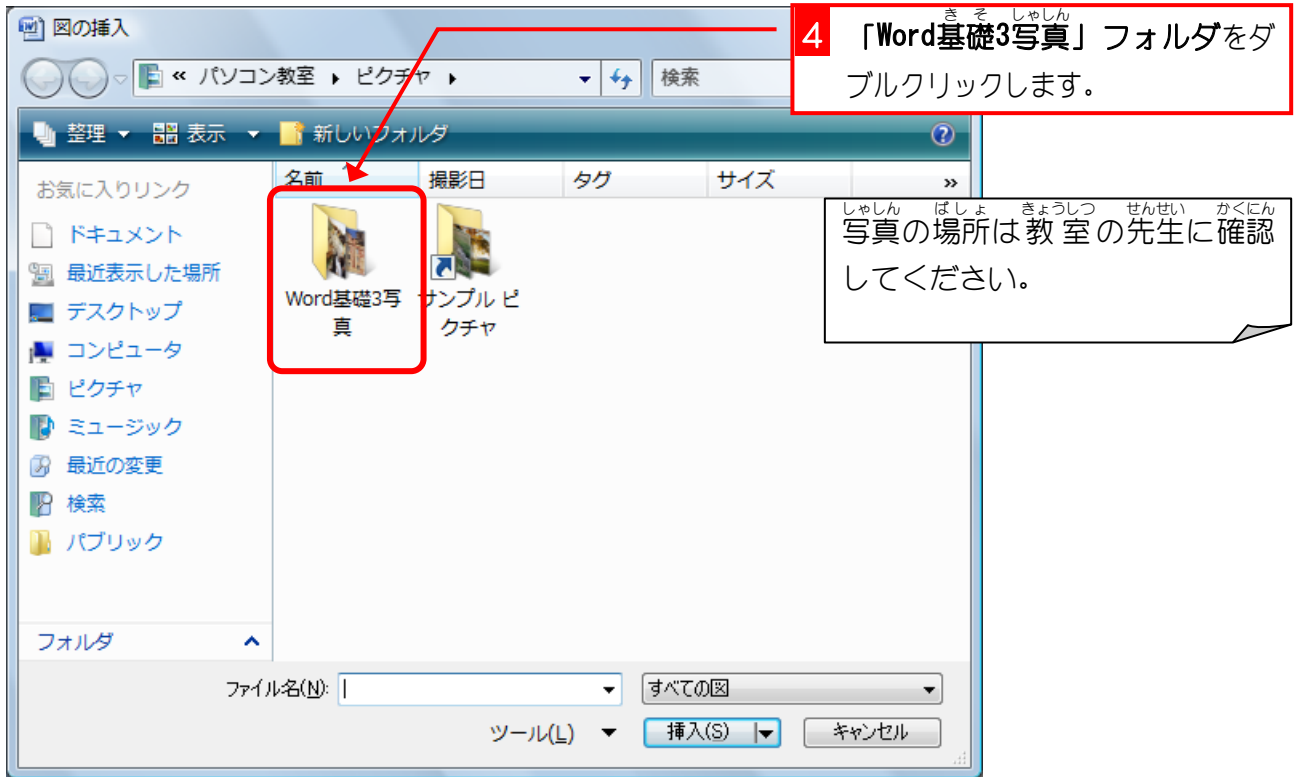 図の挿入
4
きそ しゃしん
「Word基礎3写真」フォルダをダ
ブルクリックします。
« パソコン教室 ▸ ピクチャ ▸
検索
整理 ▼ 表示 ▼ 新しいフォルダ
お気に入りリンク
名前 撮影日 タグ サイズ »
ドキュメント
最近表示した場所
デスクトップ
コンピュータ
ピクチャ
ミュージック
最近の変更
検索
パブリック
フォルダ
Word基礎3写
真
サンプル ピ
クチャ
しゃしん ばしょ きょうしつ せんせい かくにん
写真の場所は教室の先生に確認
してください。
ファイル名(N):
すべての図
ツール(L) ▼ 挿入(S) ▼ キャンセル